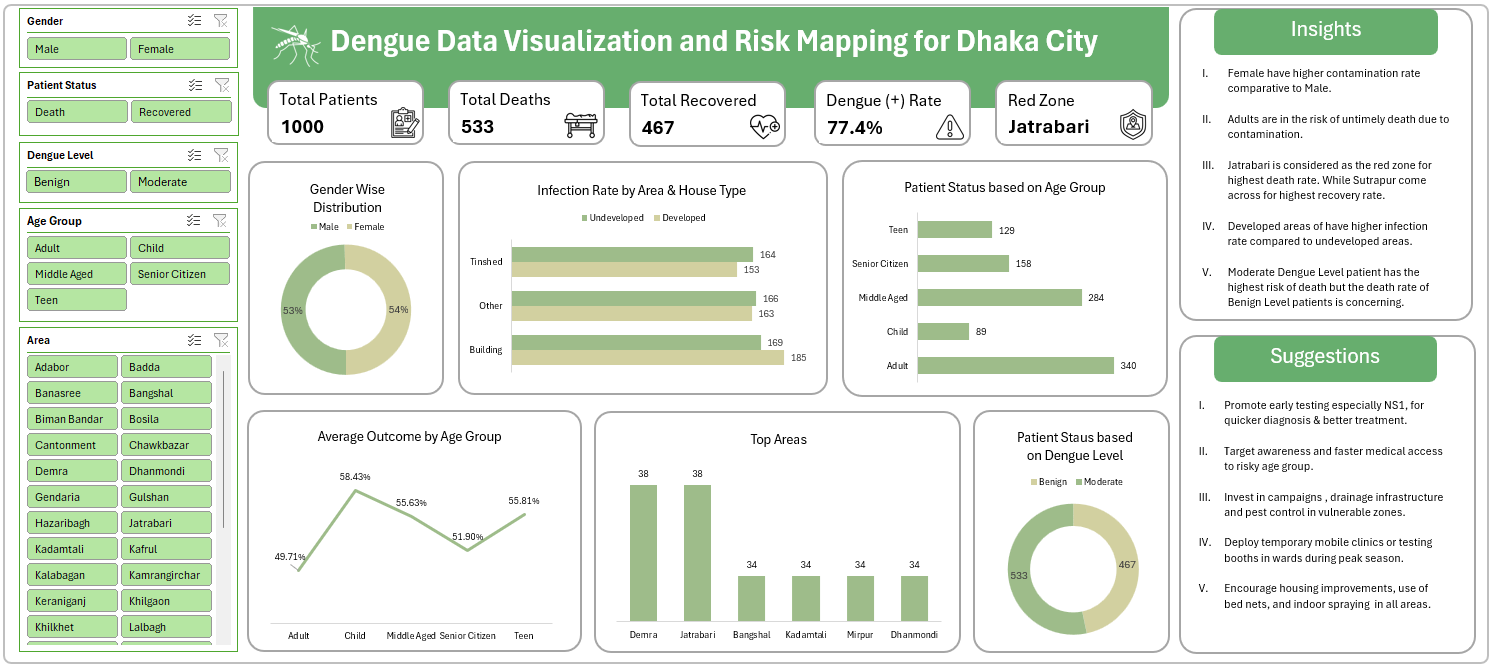 Gender
Male
Female
Patient Status
Death
Recovered
Dengue Level
Benign
Moderate
Age Group
Adult
Child
Middle Aged
Senior Citizen
Teen
Area
Adabor
Badda
Banasree
Bangshal
Biman Bandar
Bosila
Cantonment
Chawkbazar
Demra
Dhanmondi
Gendaria
Gulshan
Hazaribagh
Jatrabari
Kadamtali
Kafrul
Kalabagan
Kamrangirchar
Keraniganj
Khilgaon
Khilkhet
Lalbagh
Dengue Data Visualization and Risk Mapping for Dhaka City
Total Patients
1000
Total Deaths
533
Total Recovered
467
Dengue (+) Rate
77.4%
Red Zone
Jatrabari
Gender Wise
Distribution
Male
Female
53%
54%
Infection Rate by Area & House Type
Undeveloped
Developed
Tinshed
164
153
Other
166
163
Building
169
185
Patient Status based on Age Group
Teen
129
Senior Citizen
158
Middle Aged
284
Child
89
Adult
340
Average Outcome by Age Group
49.71%
58.43%
55.63%
51.90%
55.81%
Adult
Child
Middle Aged
Senior Citizen
Teen
Top Areas
38
38
34
34
34
34
Demra
Jatrabari
Bangshal
Kadamtali
Mirpur
Dhanmondi
Patient Staus based
on Dengue Level
Benign
Moderate
533
467
Insights
I. Female have higher contamination rate
comparative to Male.
II. Adults are in the risk of untimely death due to
contamination.
III. Jatrabari is considered as the red zone for
highest death rate. While Sutrapur come
across for highest recovery rate.
IV. Developed areas of have higher infection
rate compared to undeveloped areas.
V. Moderate Dengue Level patient has the
highest risk of death but the death rate of
Benign Level patients is concerning.
Suggestions
I. Promote early testing especially NS1, for
quicker diagnosis & better treatment.
II. Target awareness and faster medical access
to risky age group.
III. Invest in campaigns , drainage infrastructure
and pest control in vulnerable zones.
IV. Deploy temporary mobile clinics or testing
booths in wards during peak season.
V. Encourage housing improvements, use of
bed nets, and indoor spraying in all areas.